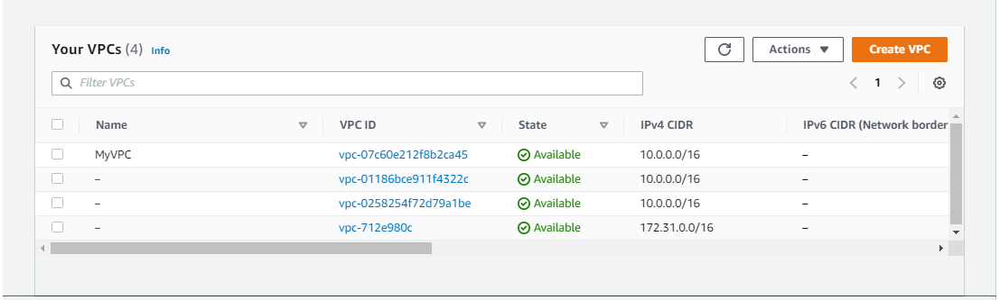 Your VPCs (4) Info Actions Create VPC
Filter VPCs 1
Name VPC ID State IPv4 CIDR IPv6 CIDR (Network border
MyVPC vpc-07c60e212f8b2ca45 Available 10.0.0.0/16 –
– vpc-01186bce911f4322c Available 10.0.0.0/16 –
– vpc-0258254f72d79a1be Available 10.0.0.0/16 –
– vpc-712e980c Available 172.31.0.0/16 –